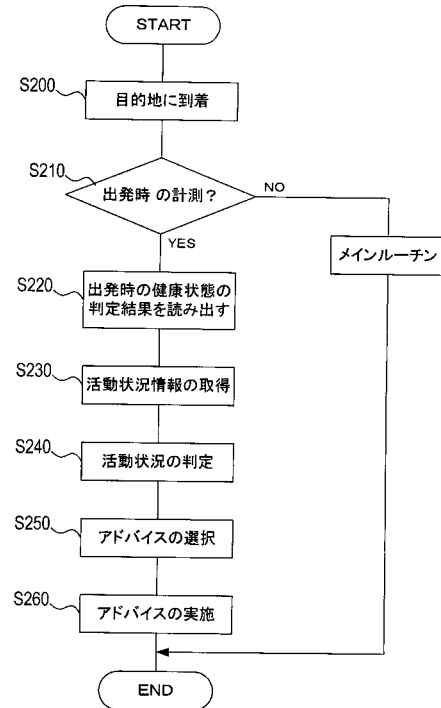 START
S200
目的地に到着
S210
出発時の計測?
NO
YES
メインルーチン
S220
出発時の健康状態の
判定結果を読み出す
S230
活動状況情報の取得
S240
活動状況の判定
S250
アドバイスの選択
S260
アドバイスの実施
END